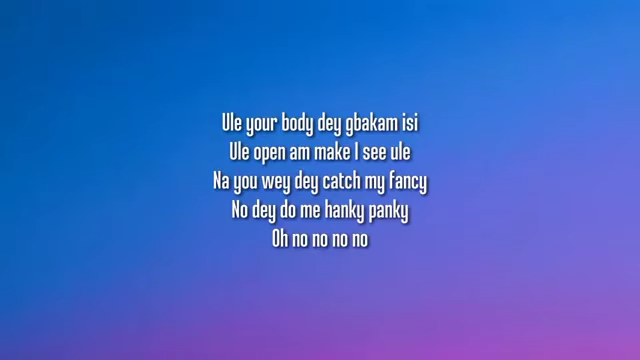 Ule your body dey gbakam isi
Ule open am make I see ule
Na you wey dey catch my fancy
No dey do me hanky panky
Oh no no no no